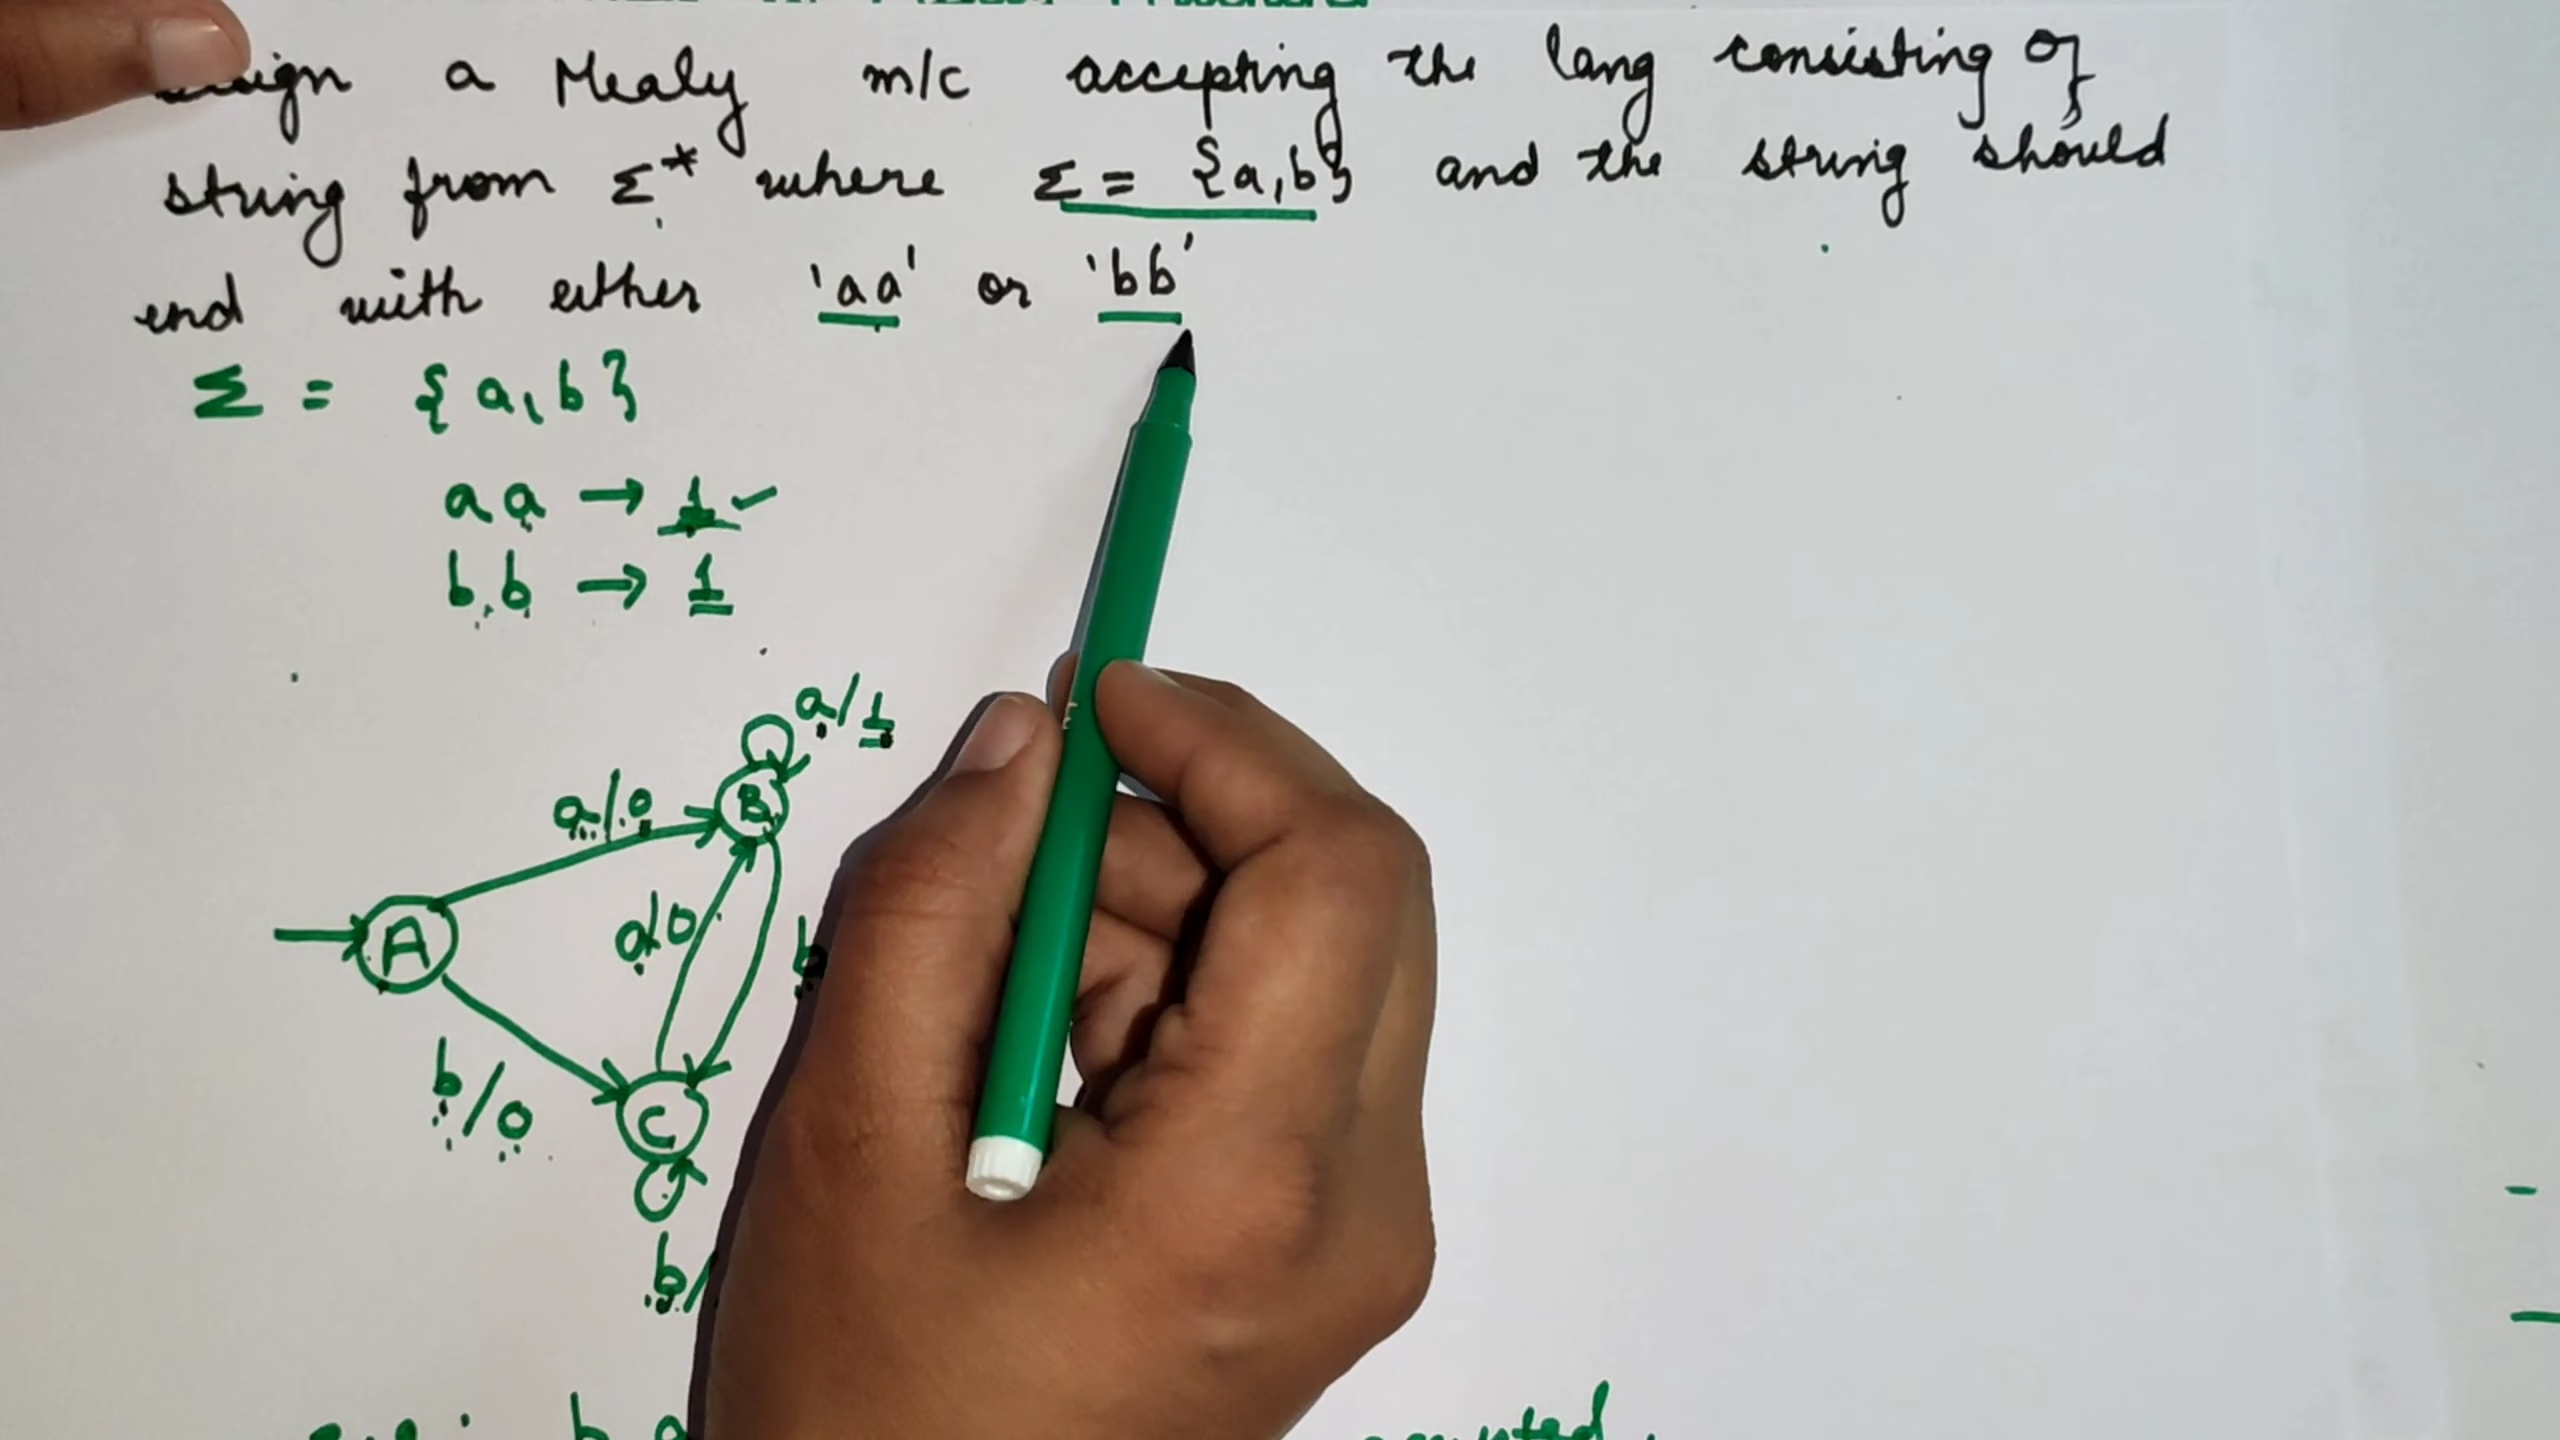 a Mealy m/c accepting the lang consisting of
string from Σ* where Σ = {a,b} and the string should
end with either 'aa' or 'bb'
Σ = {a,b}
aa → 1 ✓
bb → 1
a/1
a/0
B
A
a/0
b
b/0
C
b/
b a